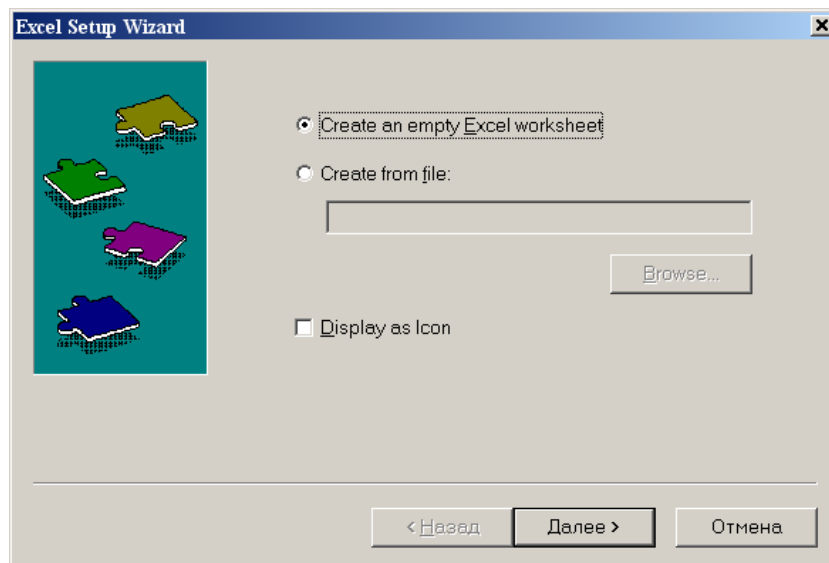 Excel Setup Wizard
Create an empty Excel worksheet
Create from file:
Browse...
Display as Icon
< Назад Далее > Отмена